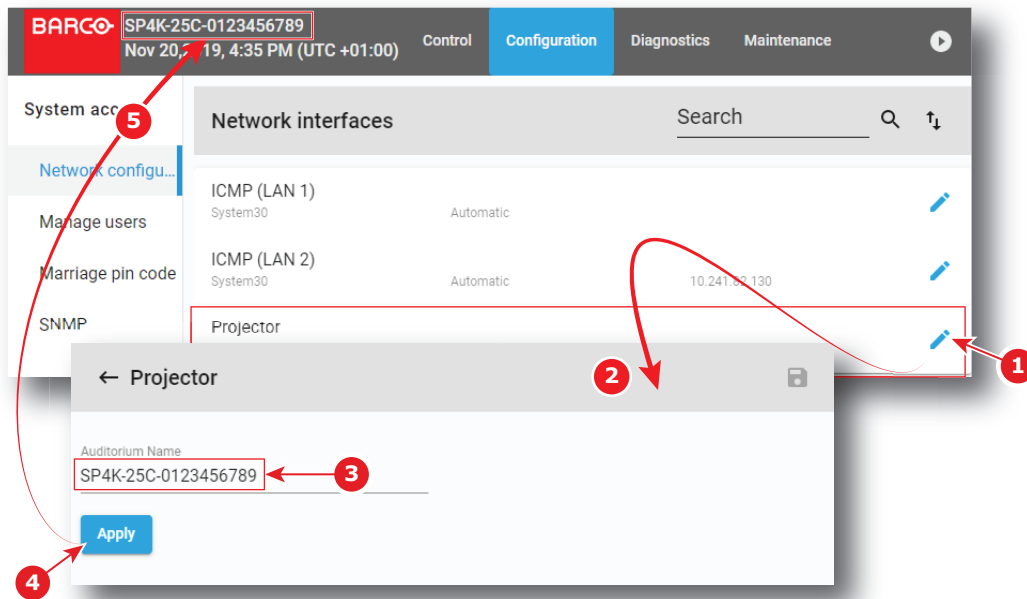 BARCO
SP4K-25C-0123456789
Nov 20, 19, 4:35 PM (UTC +01:00)
Control
Configuration
Diagnostics
Maintenance
System acc
5
Network interfaces
Search
Network configu...
Manage users
Marriage pin code
SNMP
ICMP (LAN 1)
System30
Automatic
ICMP (LAN 2)
System30
Automatic
10.241. 130
Projector
1
← Projector
2
Auditorium Name
SP4K-25C-0123456789
3
Apply
4